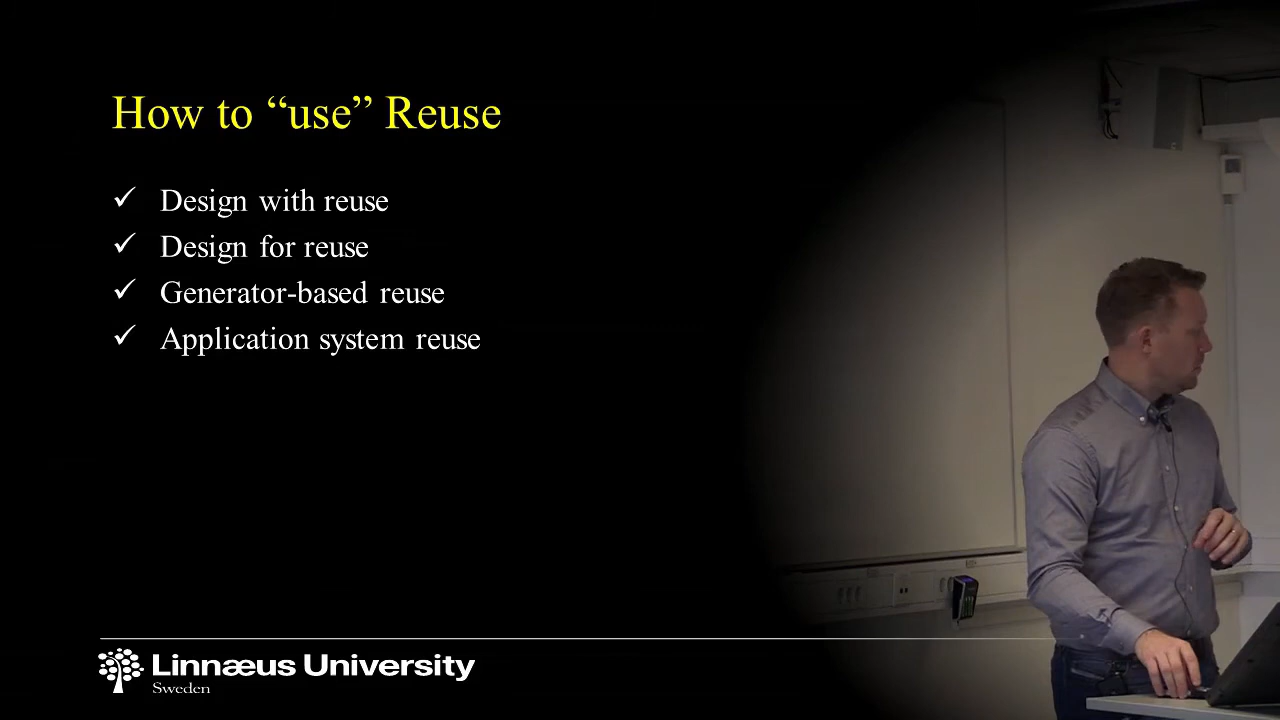 How to “use” Reuse
✓ Design with reuse
✓ Design for reuse
✓ Generator-based reuse
✓ Application system reuse
Linnæus University
Sweden